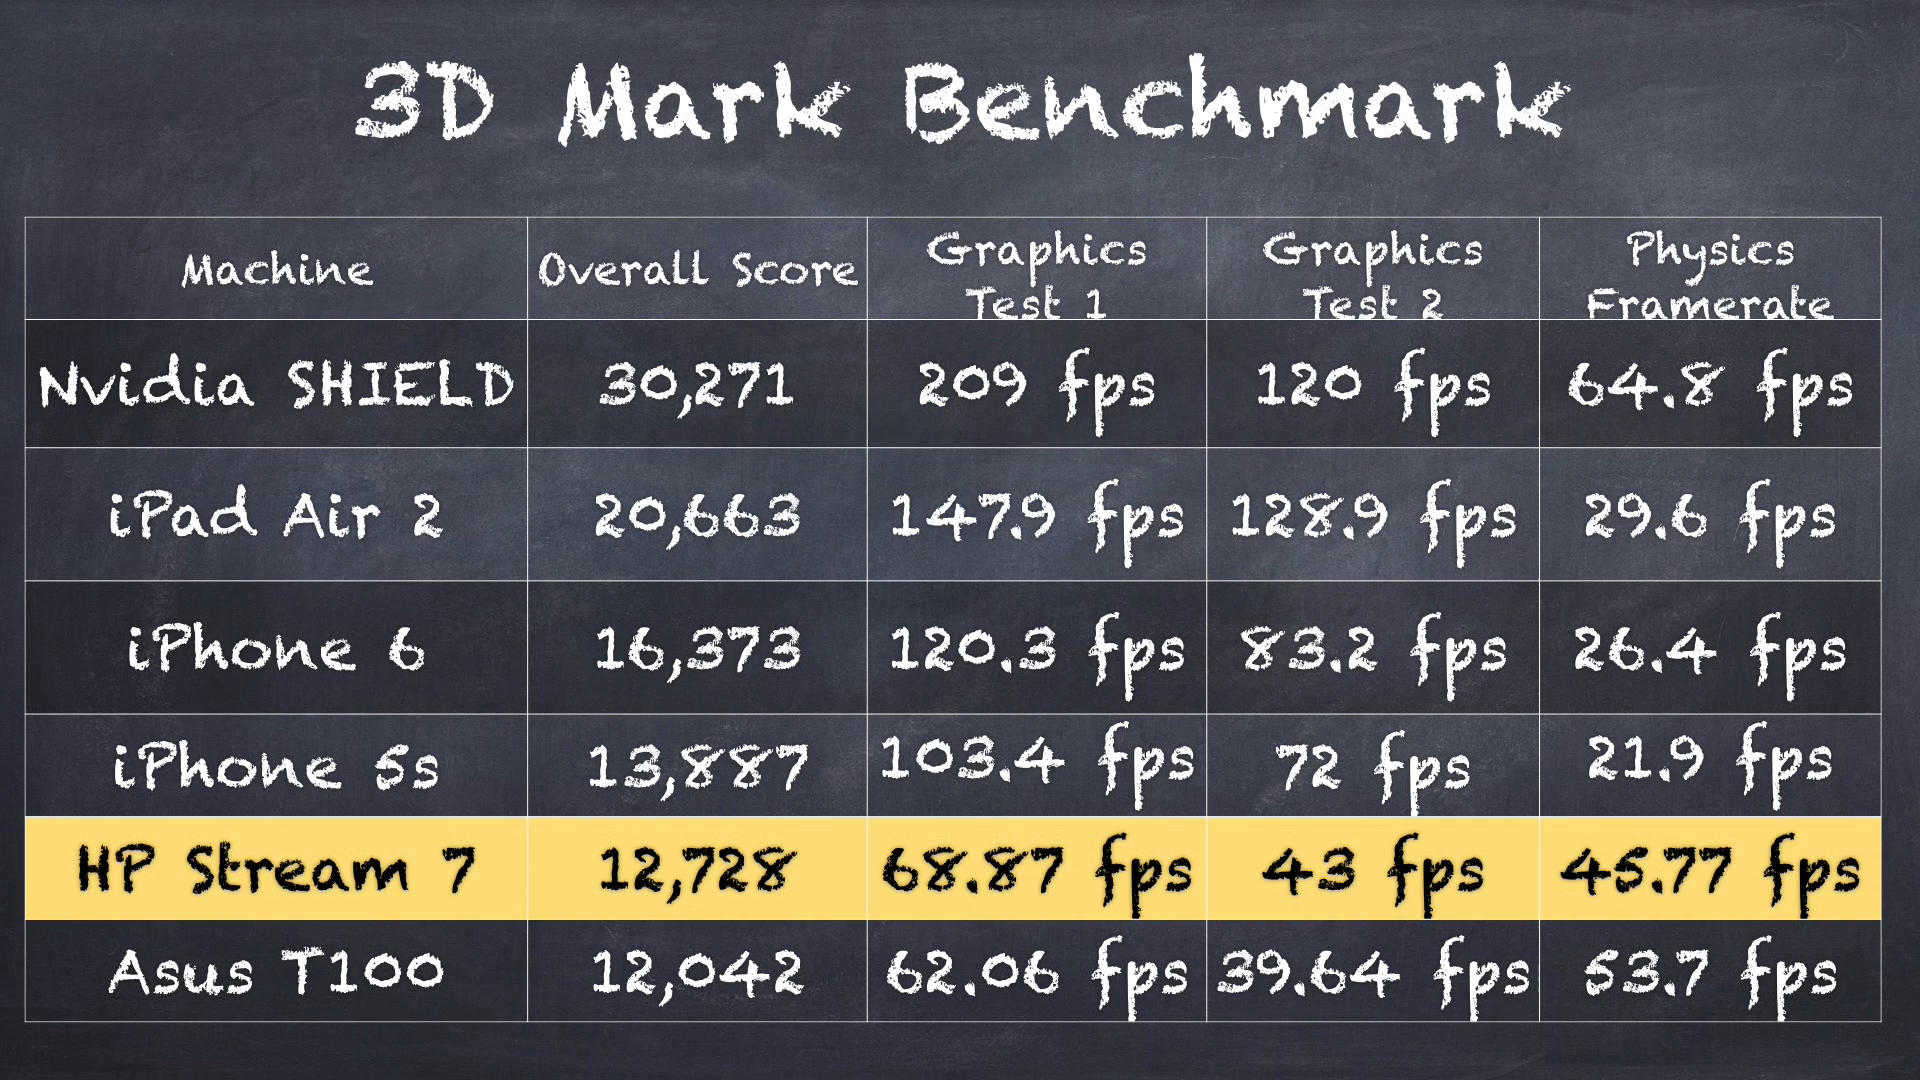 3D Mark Benchmark
Machine
Overall Score
Graphics
Test 1
Graphics
Test 2
Physics
Framerate
Nvidia SHIELD
30,271
209 fps
120 fps
64.8 fps
iPad Air 2
20,663
147.9 fps
128.9 fps
29.6 fps
iPhone 6
16,373
120.3 fps
83.2 fps
26.4 fps
iPhone 5s
13,887
103.4 fps
72 fps
21.9 fps
HP Stream 7
12,728
68.87 fps
43 fps
45.77 fps
Asus T100
12,042
62.06 fps
39.64 fps
53.7 fps